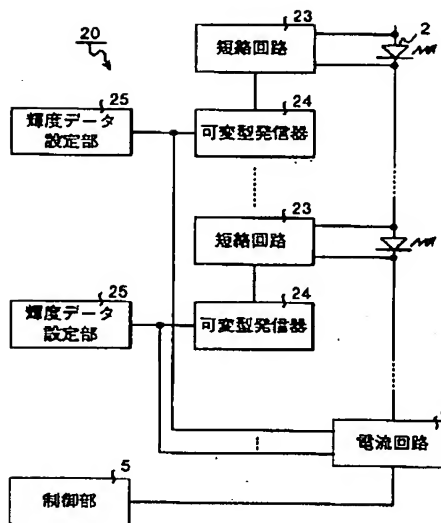 20
23
短絡回路
2
25
輝度データ
設定部
24
可変型発信器
23
短絡回路
25
輝度データ
設定部
24
可変型発信器
電流回路
5
制御部